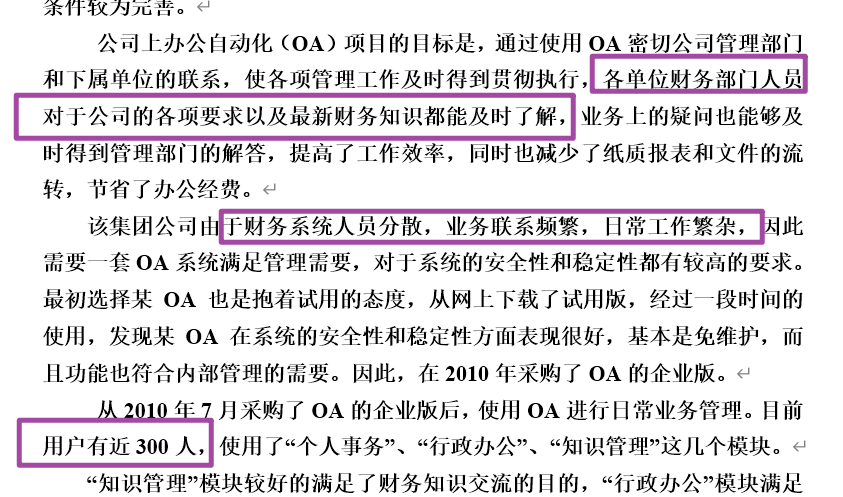 条件较为完善。
公司上办公自动化（OA）项目的目标是，通过使用 OA 密切公司管理部门
和下属单位的联系，使各项管理工作及时得到贯彻执行，各单位财务部门人员
对于公司的各项要求以及最新财务知识都能及时了解，业务上的疑问也能够及
时得到管理部门的解答，提高了工作效率，同时也减少了纸质报表和文件的流
转，节省了办公经费。
该集团公司由于财务系统人员分散，业务联系频繁，日常工作繁杂，因此
需要一套 OA 系统满足管理需要，对于系统的安全性和稳定性都有较高的要求。
最初选择某 OA 也是抱着试用的态度，从网上下载了试用版，经过一段时间的
使用，发现某 OA 在系统的安全性和稳定性方面表现很好，基本是免维护，而
且功能也符合内部管理的需要。因此，在 2010 年采购了 OA 的企业版。
从 2010 年 7 月采购了 OA 的企业版后，使用 OA 进行日常业务管理。目前
用户有近 300 人，使用了“个人事务”、“行政办公”、“知识管理”这几个模块。
“知识管理”模块较好的满足了财务知识交流的目的，“行政办公”模块满足